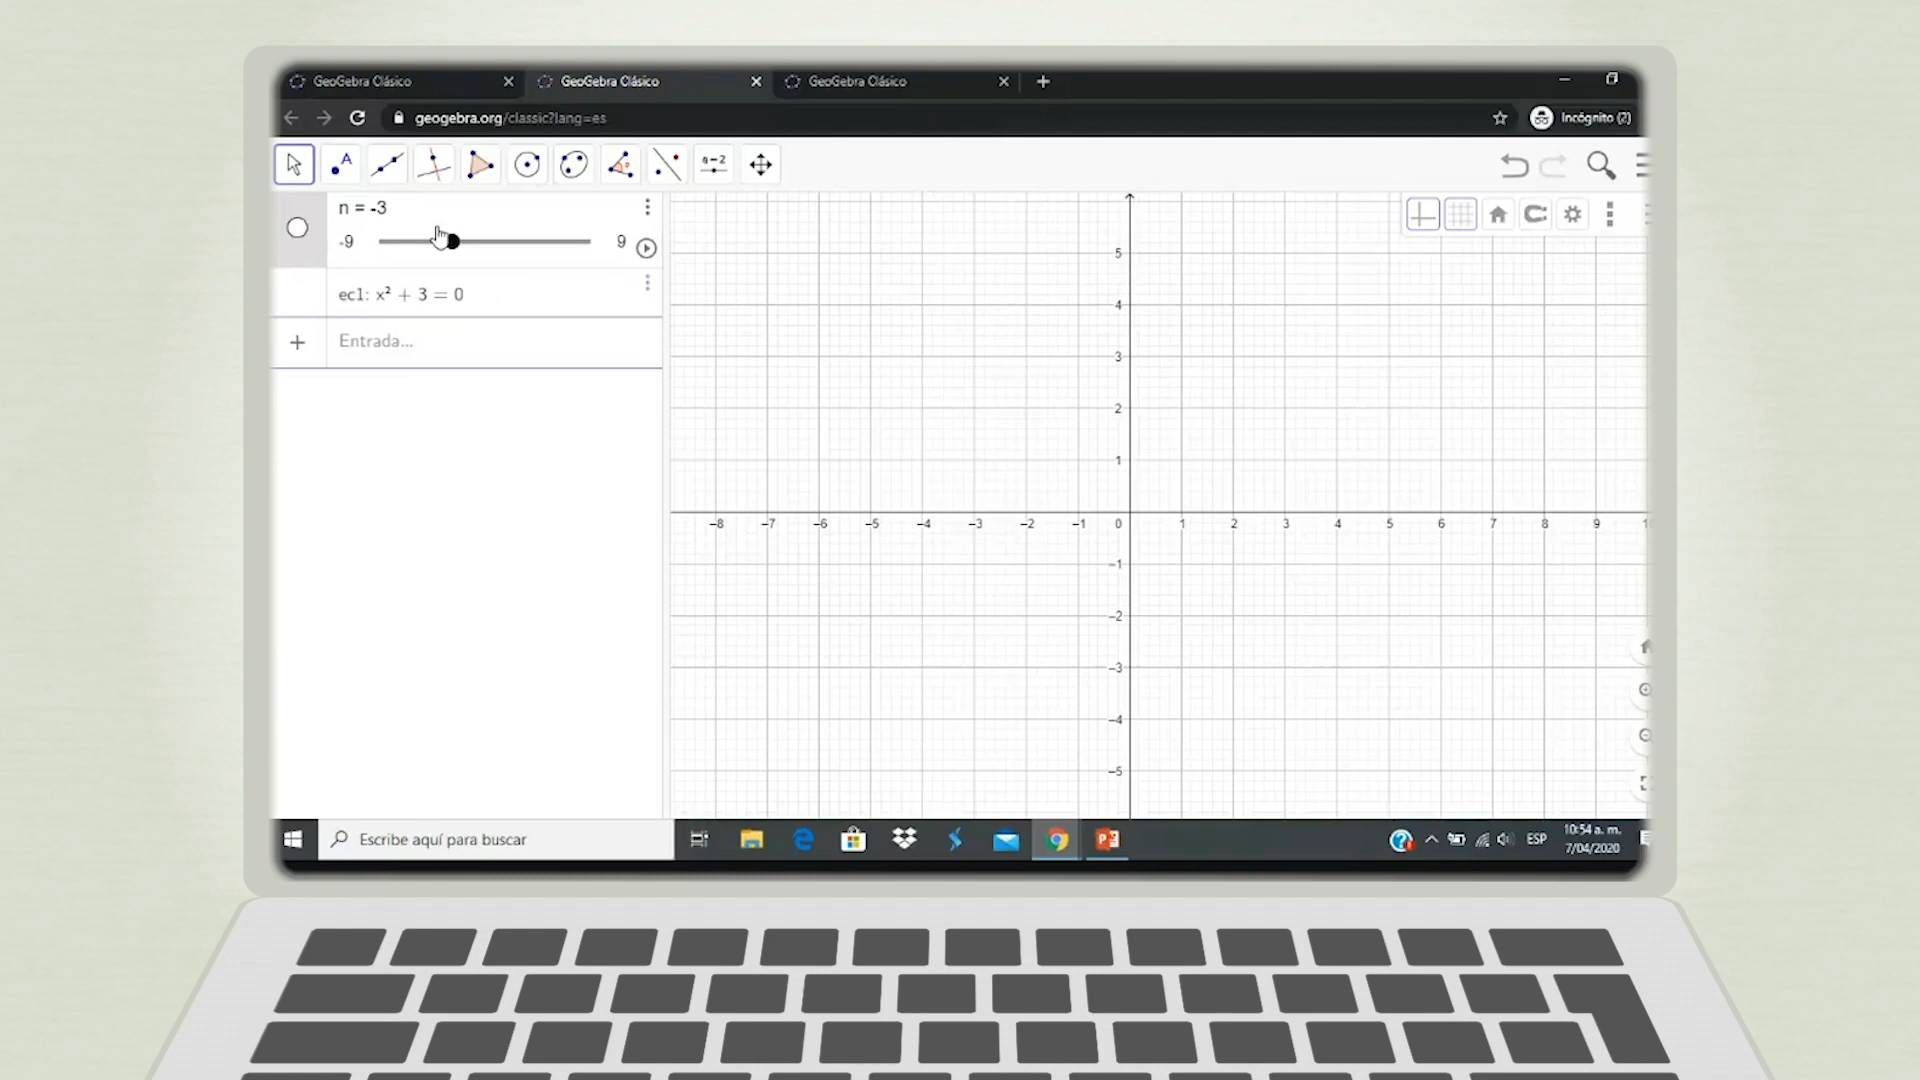 GeoGebra Clásico
GeoGebra Clásico
GeoGebra Clásico
geogebra.org/classic?lang=es
Incógnito (2)
A
a=2
n = -3
-9
9
ec1: x² + 3 = 0
Entrada...
5
4
3
2
1
-8 -7 -6 -5 -4 -3 -2 -1 0 1 2 3 4 5 6 7 8 9
-1
-2
-3
-4
-5
Escribe aquí para buscar
ESP
10:54 a. m.
7/04/2020